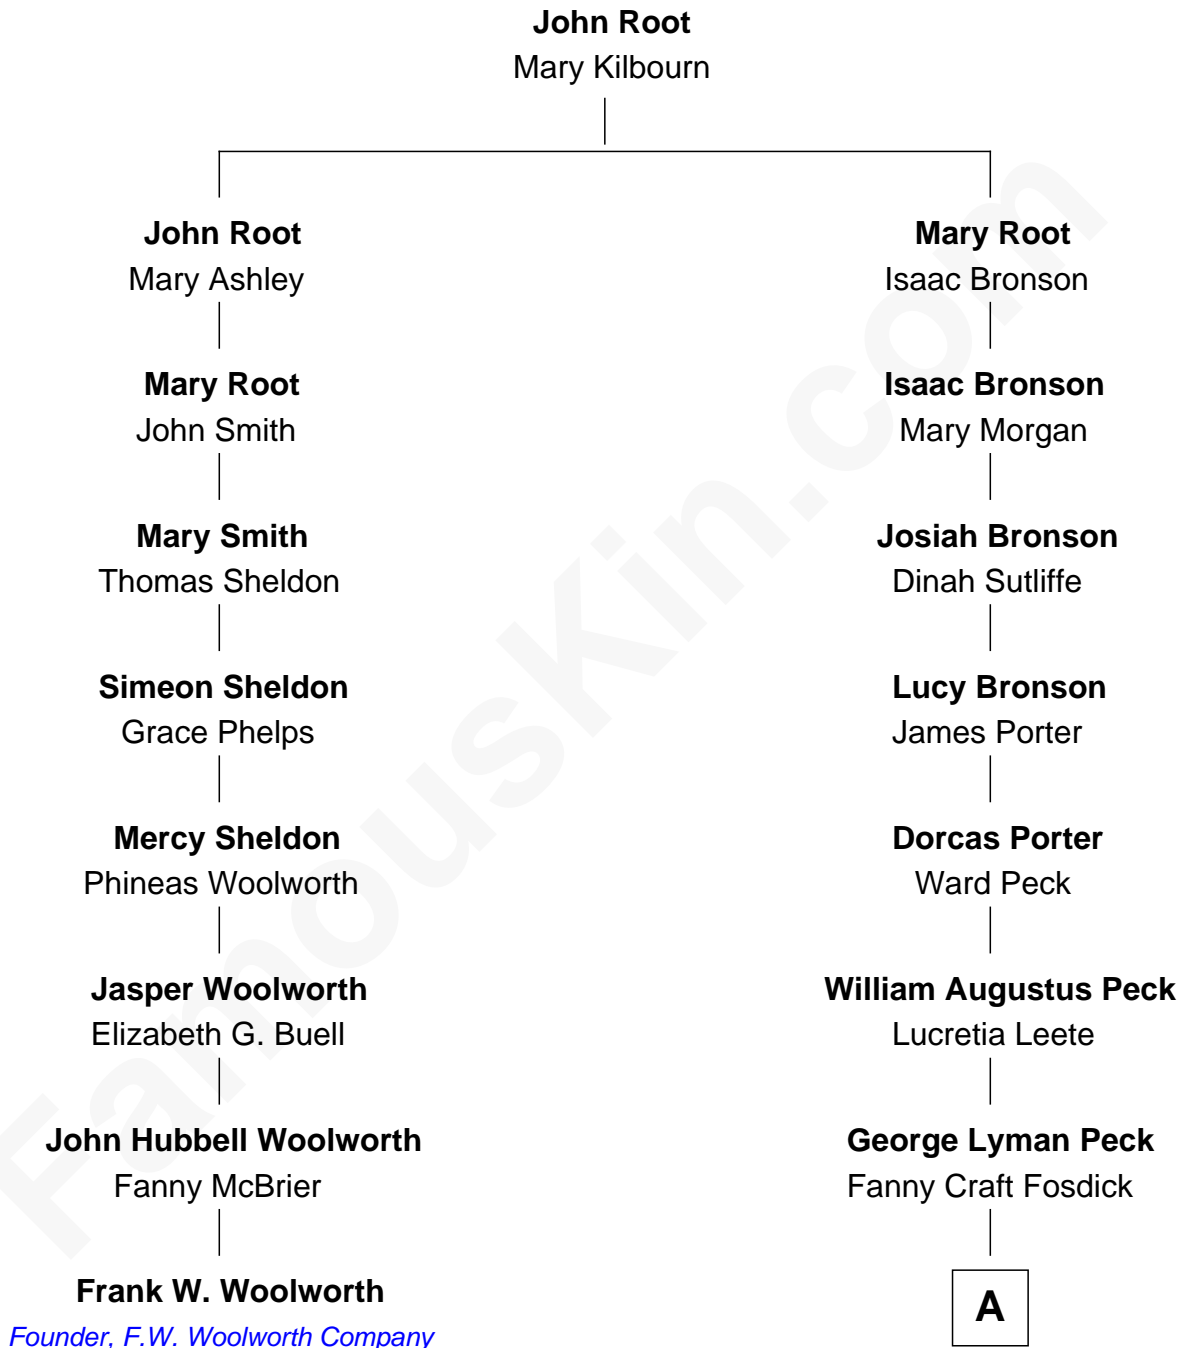 John Root
Mary Kilbourn
John Root
Mary Ashley
Mary Root
Isaac Bronson
Mary Root
John Smith
Isaac Bronson
Mary Morgan
Mary Smith
Thomas Sheldon
Josiah Bronson
Dinah Sutliffe
Simeon Sheldon
Grace Phelps
Lucy Bronson
James Porter
Mercy Sheldon
Phineas Woolworth
Dorcas Porter
Ward Peck
Jasper Woolworth
Elizabeth G. Buell
William Augustus Peck
Lucretia Leete
John Hubbell Woolworth
Fanny McBrier
George Lyman Peck
Fanny Craft Fosdick
Frank W. Woolworth
Founder, F.W. Woolworth Company
A
FamousKin.com